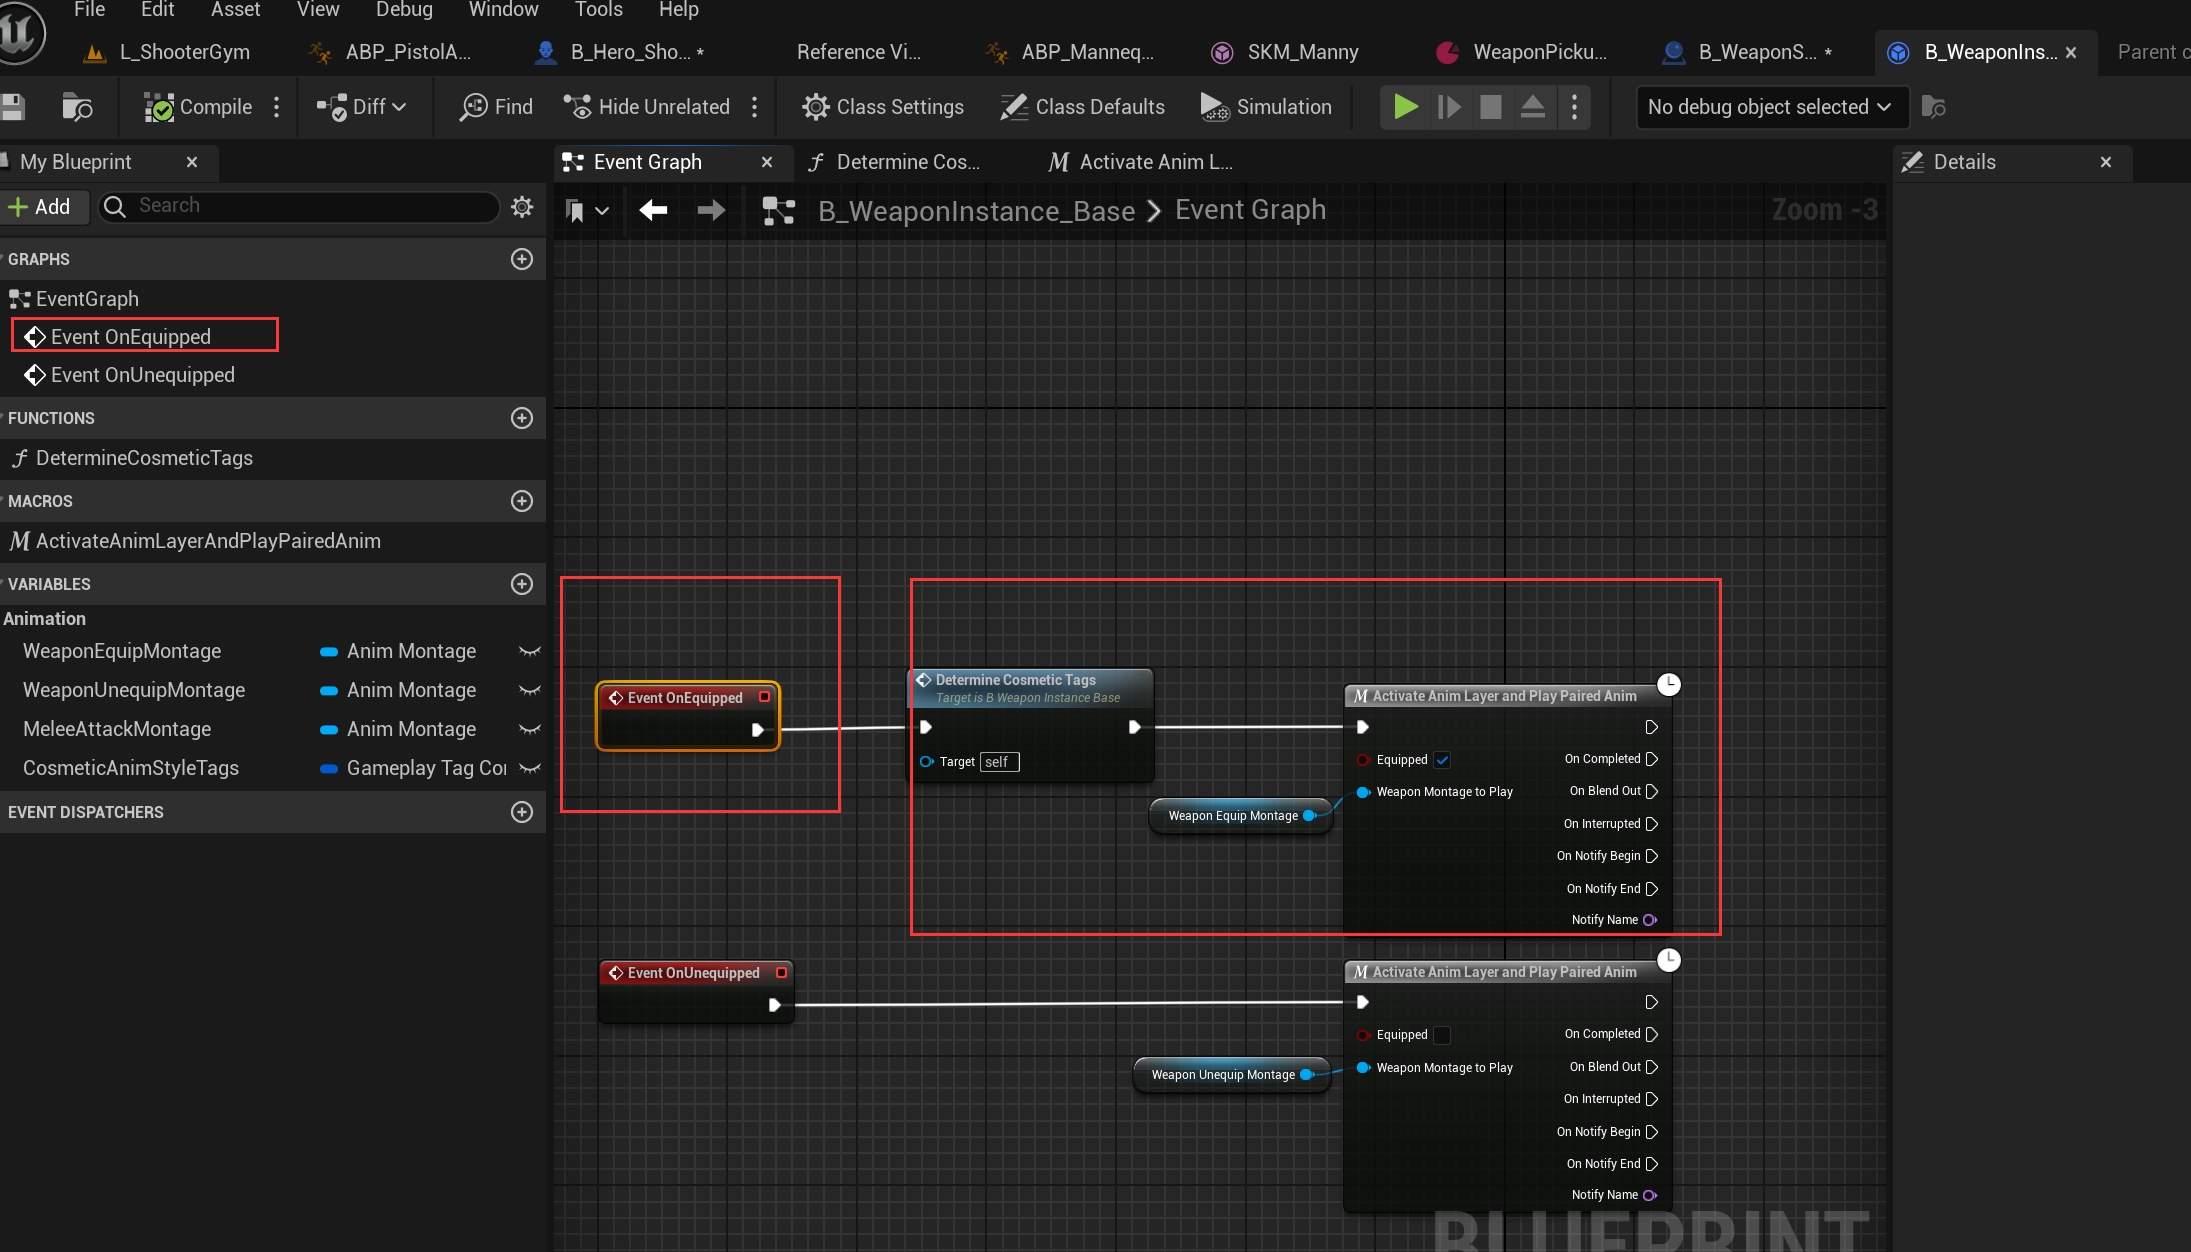 File Edit Asset View Debug Window Tools Help
L_ShooterGym ABP_PistolA... B_Hero_Sho... * Reference Vi... ABP_Manneq... SKM_Manny WeaponPicku... B_WeaponS... * B_WeaponIns... Parent c
Compile Diff Find Hide Unrelated Class Settings Class Defaults Simulation No debug object selected
My Blueprint
Add Search
GRAPHS
EventGraph
Event OnEquipped
Event OnUnequipped
FUNCTIONS
DetermineCosmeticTags
MACROS
ActivateAnimLayerAndPlayPairedAnim
VARIABLES
Animation
WeaponEquipMontage Anim Montage
WeaponUnequipMontage Anim Montage
MeleeAttackMontage Anim Montage
CosmeticAnimStyleTags Gameplay Tag Co
EVENT DISPATCHERS
Event Graph Determine Cos... Activate Anim L...
B_WeaponInstance_Base > Event Graph Zoom -3
Event OnEquipped
Determine Cosmetic Tags
Target is B Weapon Instance Base
Target self
Weapon Equip Montage
Activate Anim Layer and Play Paired Anim
Equipped On Completed
Weapon Montage to Play On Blend Out
On Interrupted
On Notify Begin
On Notify End
Notify Name
Event OnUnequipped
Weapon Unequip Montage
Activate Anim Layer and Play Paired Anim
Equipped On Completed
Weapon Montage to Play On Blend Out
On Interrupted
On Notify Begin
On Notify End
Notify Name
BLUEPRINT
Details